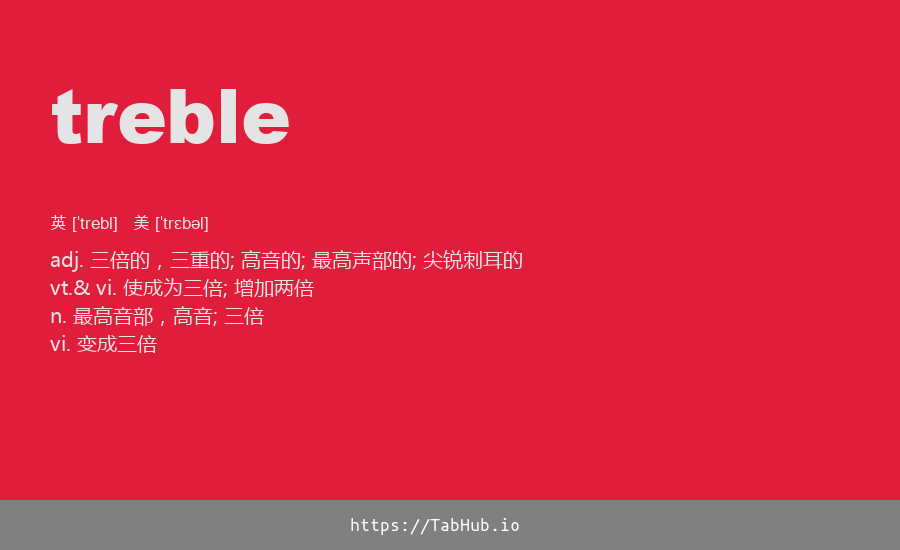 treble
英 ['trebl] 美 ['trɛbəl]
adj. 三倍的，三重的; 高音的; 最高声部的; 尖锐刺耳的
vt.& vi. 使成为三倍; 增加两倍
n. 最高音部，高音; 三倍
vi. 变成三倍
https://TabHub.io